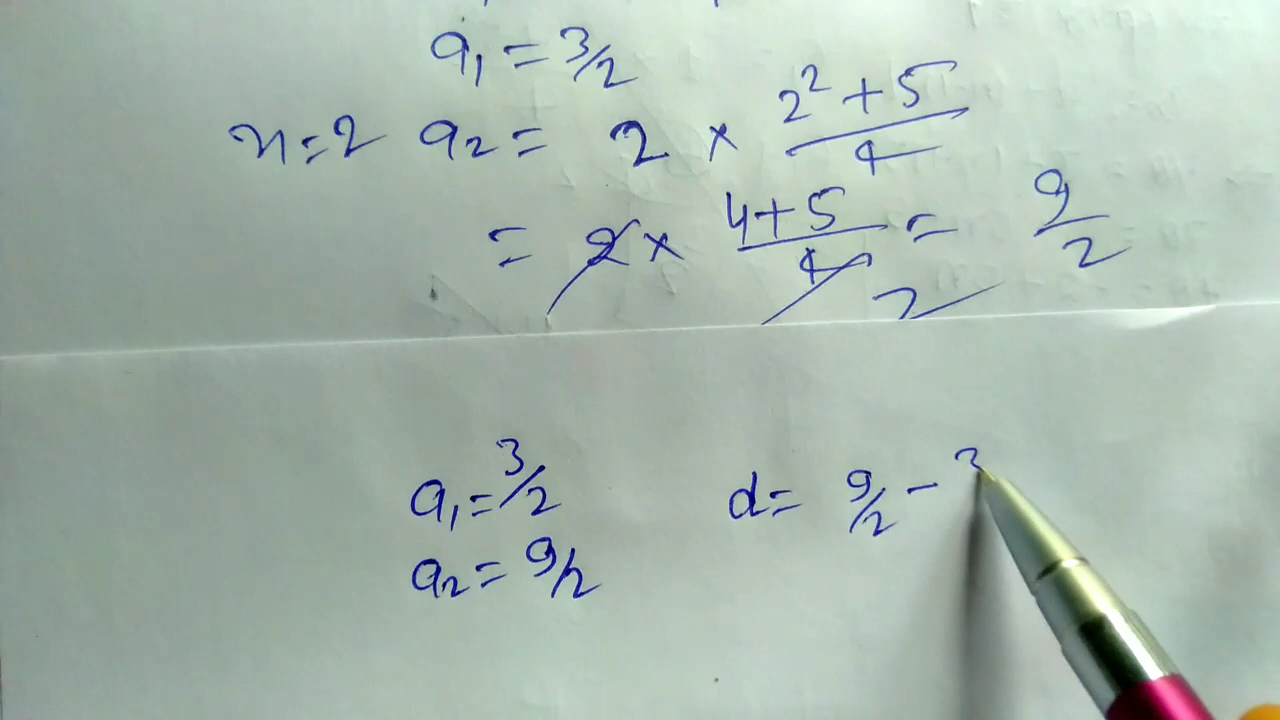 a₁ = 3/2
n=2 a₂ = 2 × (2² + 5)/4
= 2 × (4+5)/4 2 = 9/2
a₁ = 3/2 d = 9/2 - 3
a₂ = 9/2